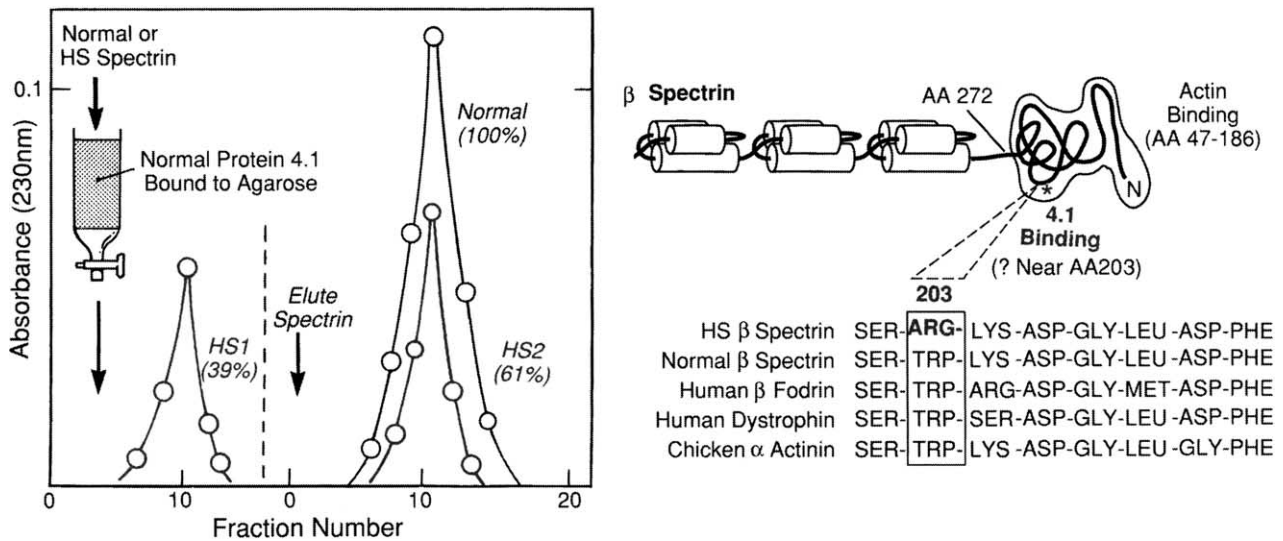 Normal or
HS Spectrin
0.1
Normal Protein 4.1
Bound to Agarose
Absorbance (230nm)
HS1
(39%)
Elute
Spectrin
Normal
(100%)
HS2
(61%)
0 10 0 10 20
Fraction Number
β Spectrin
AA 272
Actin
Binding
(AA 47-186)
N
*
4.1
Binding
(? Near AA203)
203
HS β Spectrin SER-ARG-LYS-ASP-GLY-LEU-ASP-PHE
Normal β Spectrin SER-TRP-LYS-ASP-GLY-LEU-ASP-PHE
Human β Fodrin SER-TRP-ARG-ASP-GLY-MET-ASP-PHE
Human Dystrophin SER-TRP-SER-ASP-GLY-LEU-ASP-PHE
Chicken α Actinin SER-TRP-LYS-ASP-GLY-LEU-GLY-PHE